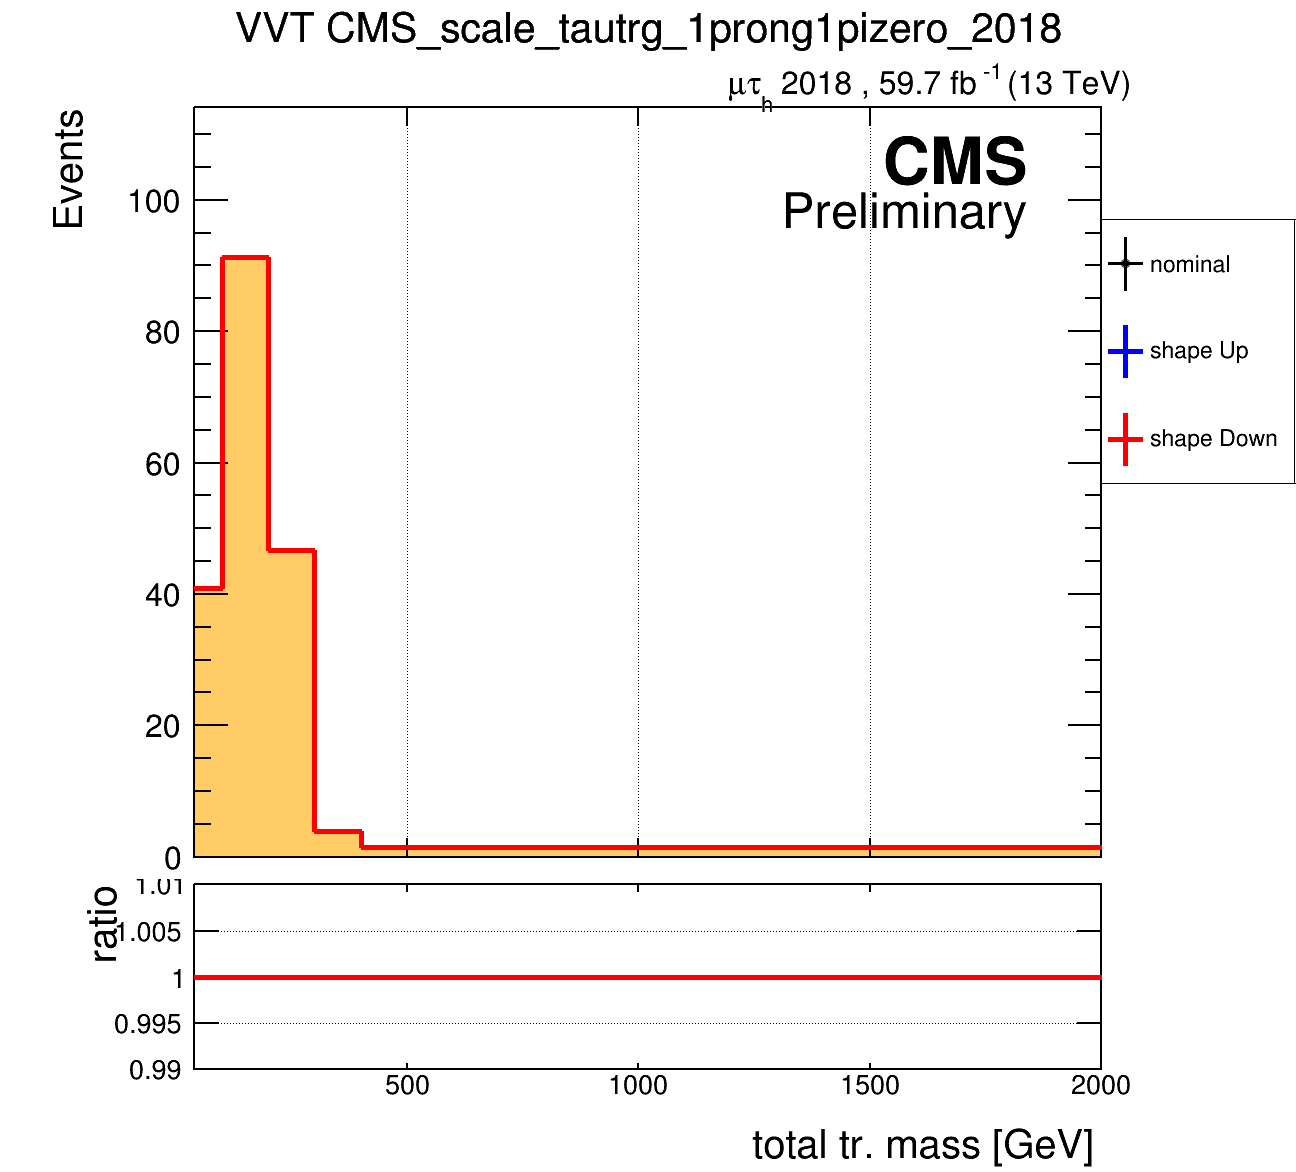 VVT CMS_scale_tautrg_1prong1pizero_2018
μτh 2018 , 59.7 fb-1 (13 TeV)
Events
CMS
Preliminary
100
80
60
40
20
0
nominal
shape Up
shape Down
ratio
1.01
1.005
1
0.995
0.99
500 1000 1500 2000
total tr. mass [GeV]